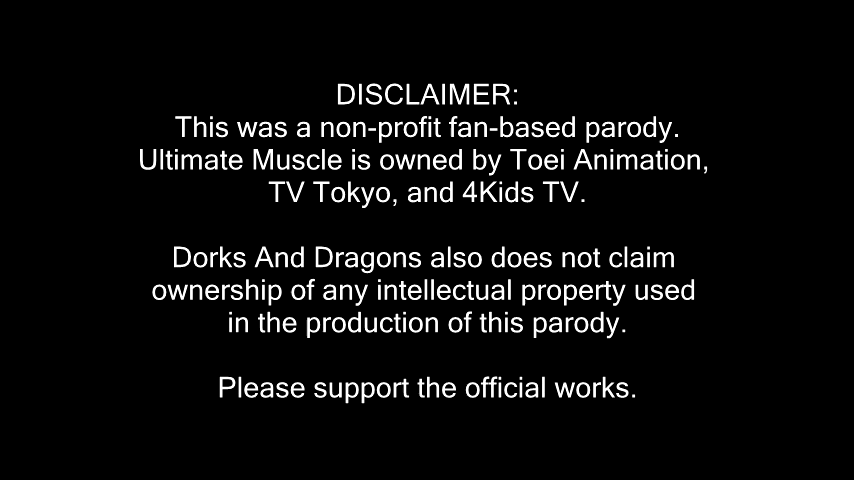 DISCLAIMER:
This was a non-profit fan-based parody.
Ultimate Muscle is owned by Toei Animation,
TV Tokyo, and 4Kids TV.
Dorks And Dragons also does not claim
ownership of any intellectual property used
in the production of this parody.
Please support the official works.